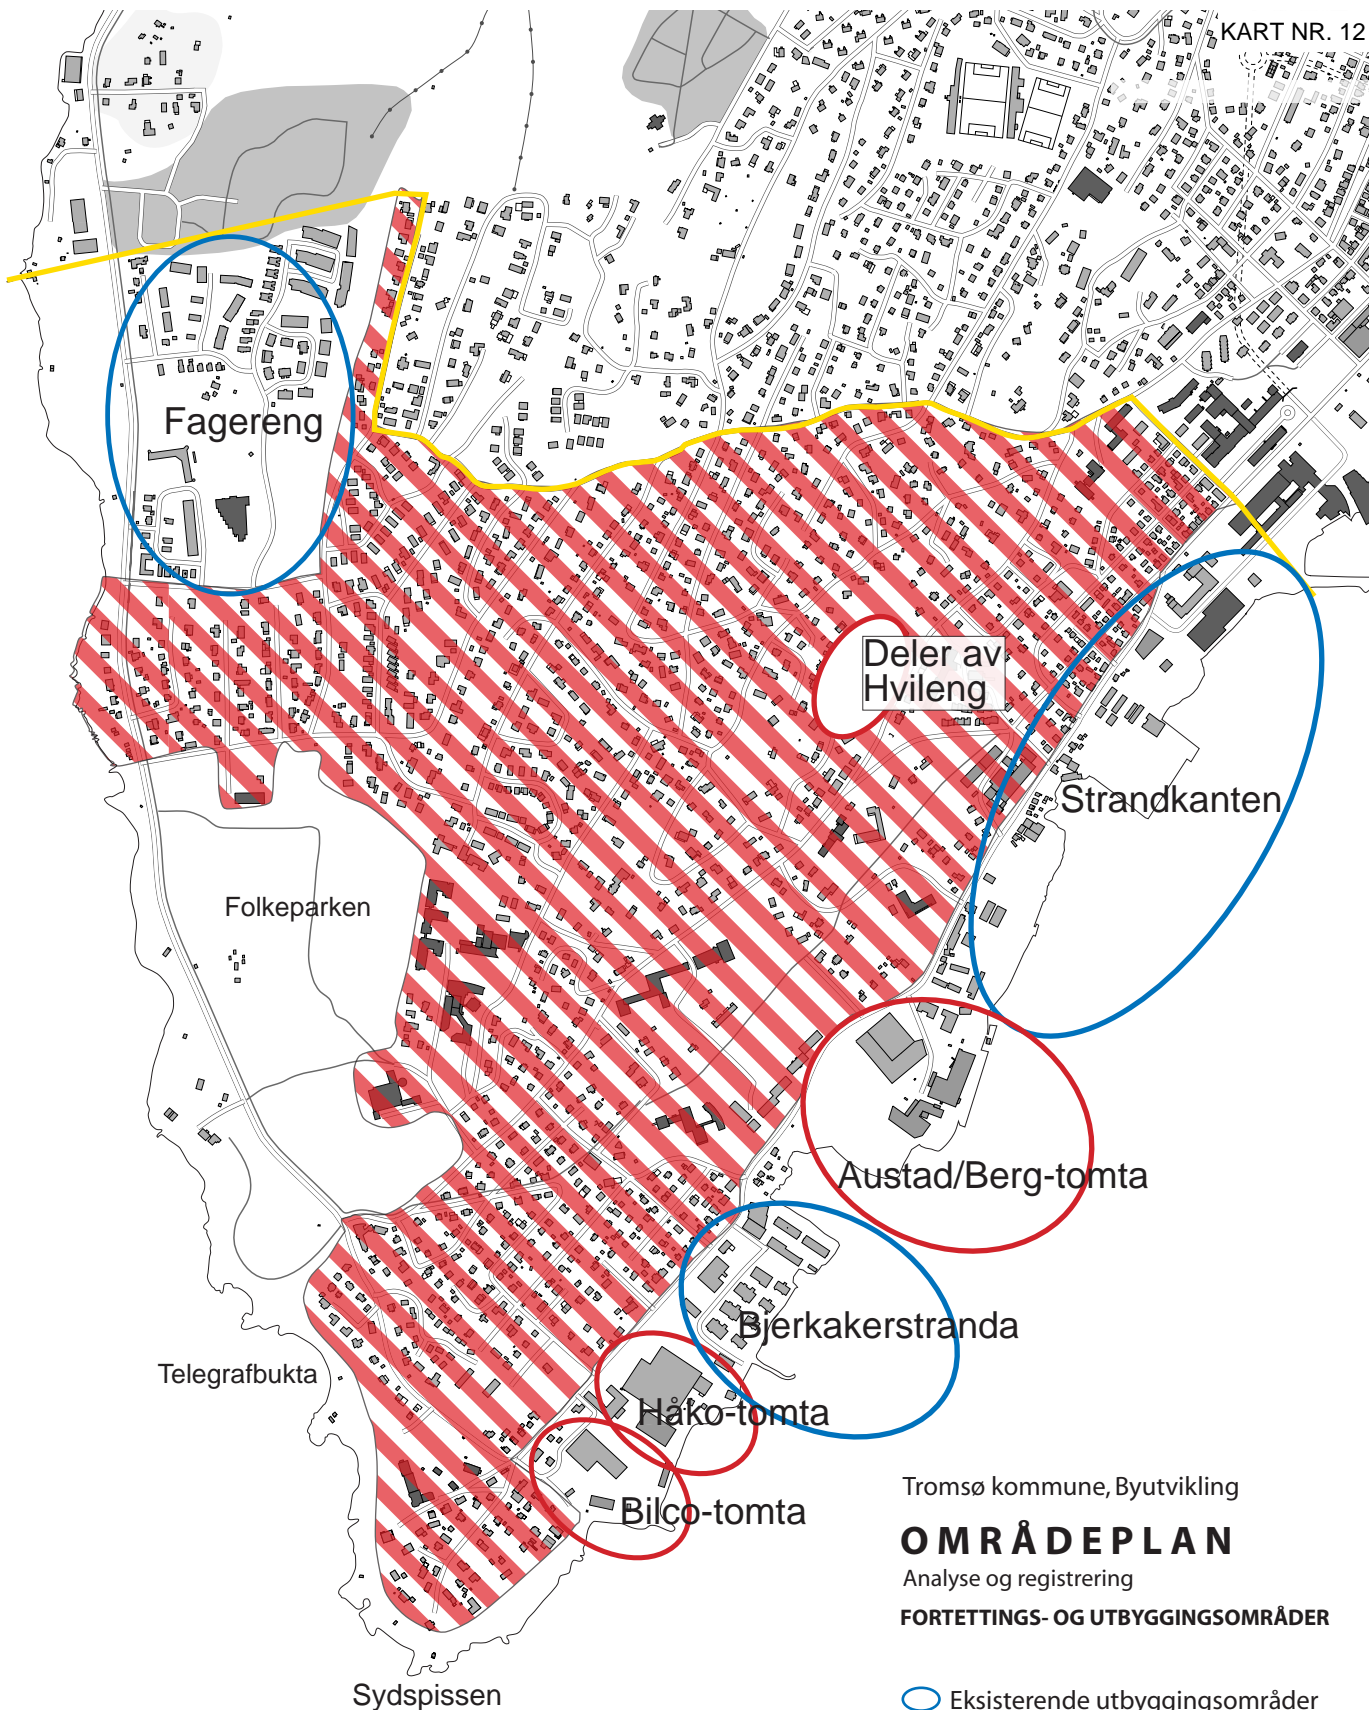 KART NR. 12
Fagereng
Deler av
Hvileng
Strandkanten
Folkeparken
Austad/Berg-tomta
Bjerkakerstranda
Telegrafbukta
Håko-tomta
Bilco-tomta
Tromsø kommune, Byutvikling
OMRÅDEPLAN
Analyse og registrering
FORTETTINGS- OG UTBYGGINGSOMRÅDER
Sydspissen
Eksisterende utbyggingsområder